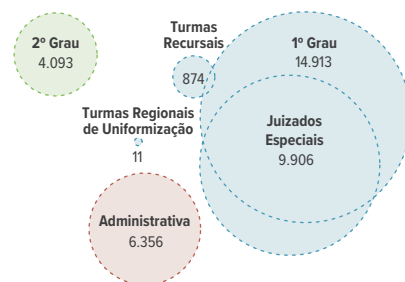 2º Grau
4.093
Turmas
Recursais
874
1º Grau
14.913
Turmas Regionais
de Uniformização
11
Juizados
Especiais
9.906
Administrativa
6.356